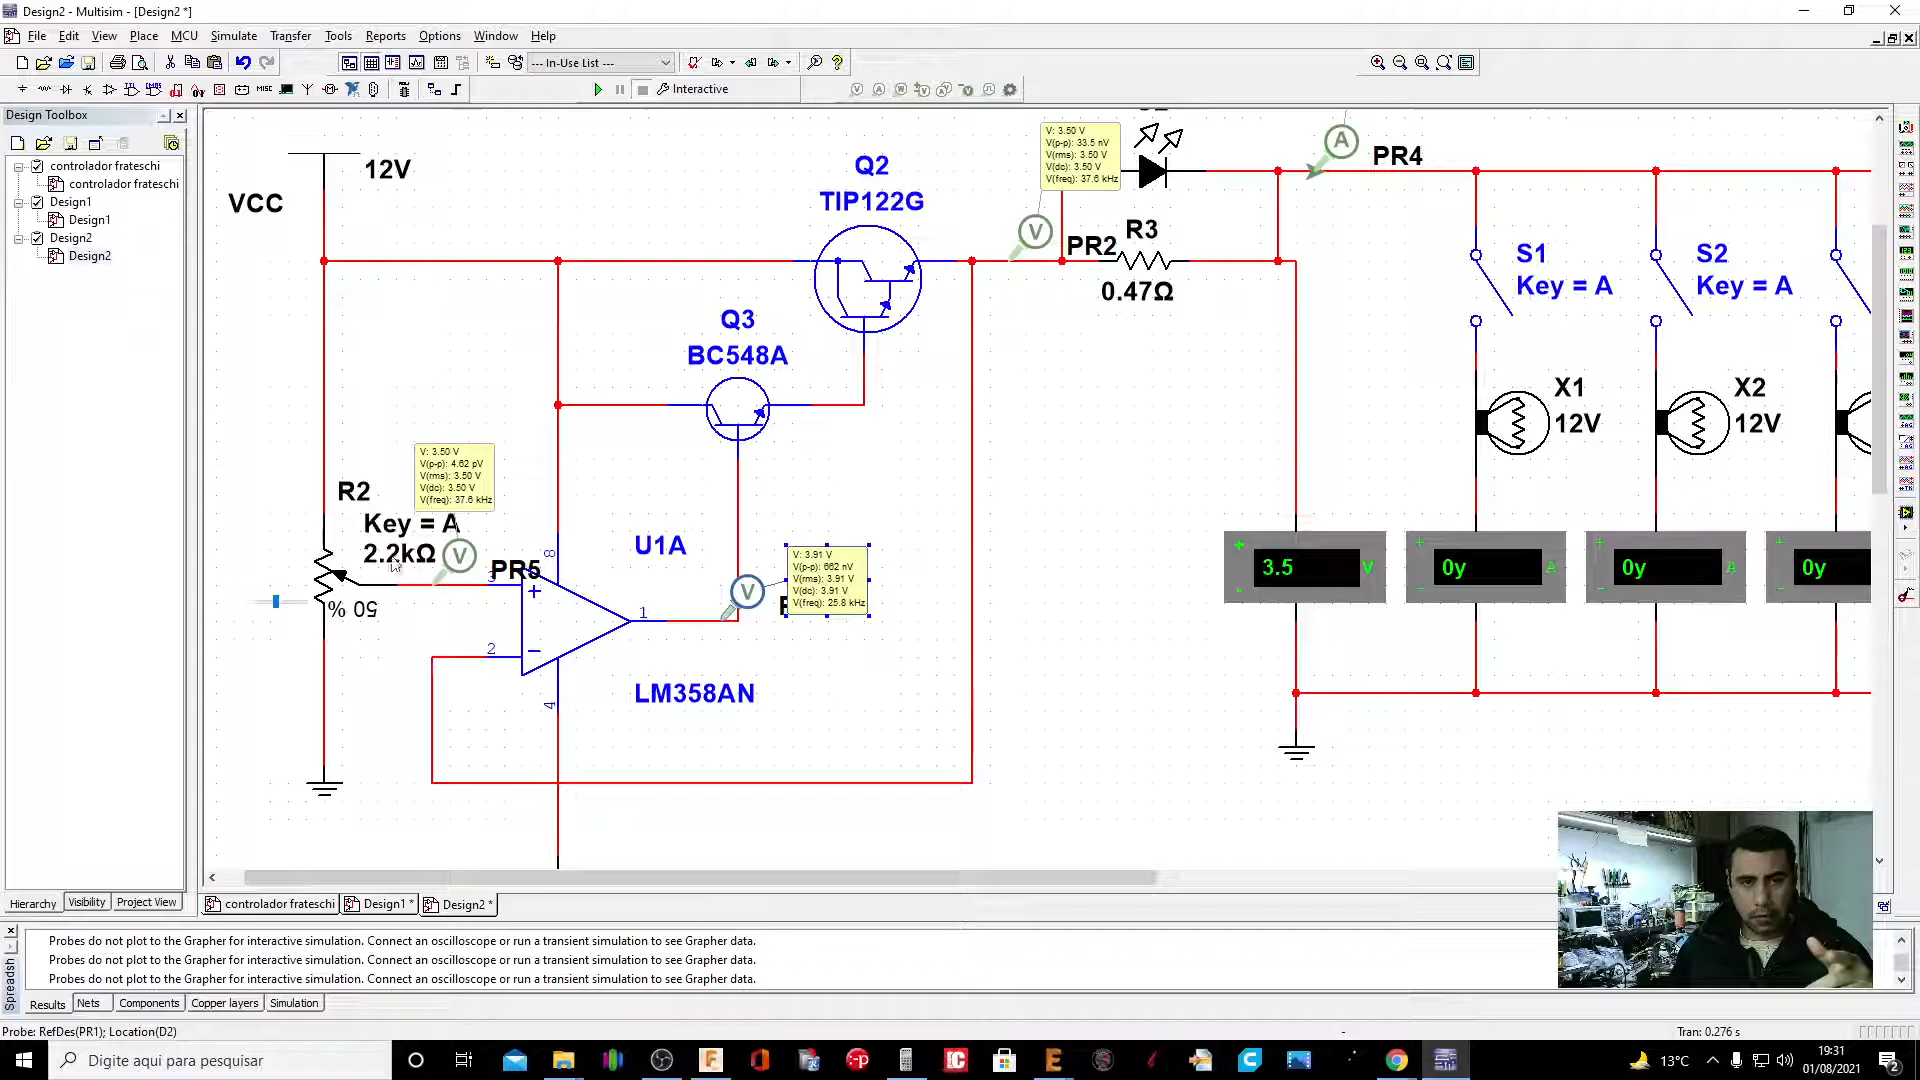 Design2 - Multisim - [Design2 *]
File Edit View Place MCU Simulate Transfer Tools Reports Options Window Help
--- In-Use List ---
Interactive
Design Toolbox
controlador frateschi
controlador frateschi
Design1
Design1
Design2
Design2
Hierarchy Visibility Project View
VCC
12V
Q2
TIP122G
Q3
BC548A
V: 3.50 V
V(p-p): 33.5 nV
V(rms): 3.50 V
V(dc): 3.50 V
V(freq): 37.6 kHz
V
PR2
R3
0.47Ω
A
PR4
S1
Key = A
S2
Key = A
X1
12V
X2
12V
V: 3.50 V
V(p-p): 4.62 pV
V(rms): 3.50 V
V(dc): 3.50 V
V(freq): 37.6 kHz
R2
Key = A
2.2kΩ
50 %
V
PR5
U1A
8
2
1
4
LM358AN
V
V: 3.91 V
V(p-p): 662 nV
V(rms): 3.91 V
V(dc): 3.91 V
V(freq): 25.8 kHz
3.5 V
0y A
0y A
0y
controlador frateschi Design1 * Design2 *
Probes do not plot to the Grapher for interactive simulation. Connect an oscilloscope or run a transient simulation to see Grapher data.
Probes do not plot to the Grapher for interactive simulation. Connect an oscilloscope or run a transient simulation to see Grapher data.
Probes do not plot to the Grapher for interactive simulation. Connect an oscilloscope or run a transient simulation to see Grapher data.
Spreadsh
Results Nets Components Copper layers Simulation
Probe: RefDes(PR1); Location(D2)
-
Tran: 0.276 s
Digite aqui para pesquisar
13°C
19:31
01/08/2021
2